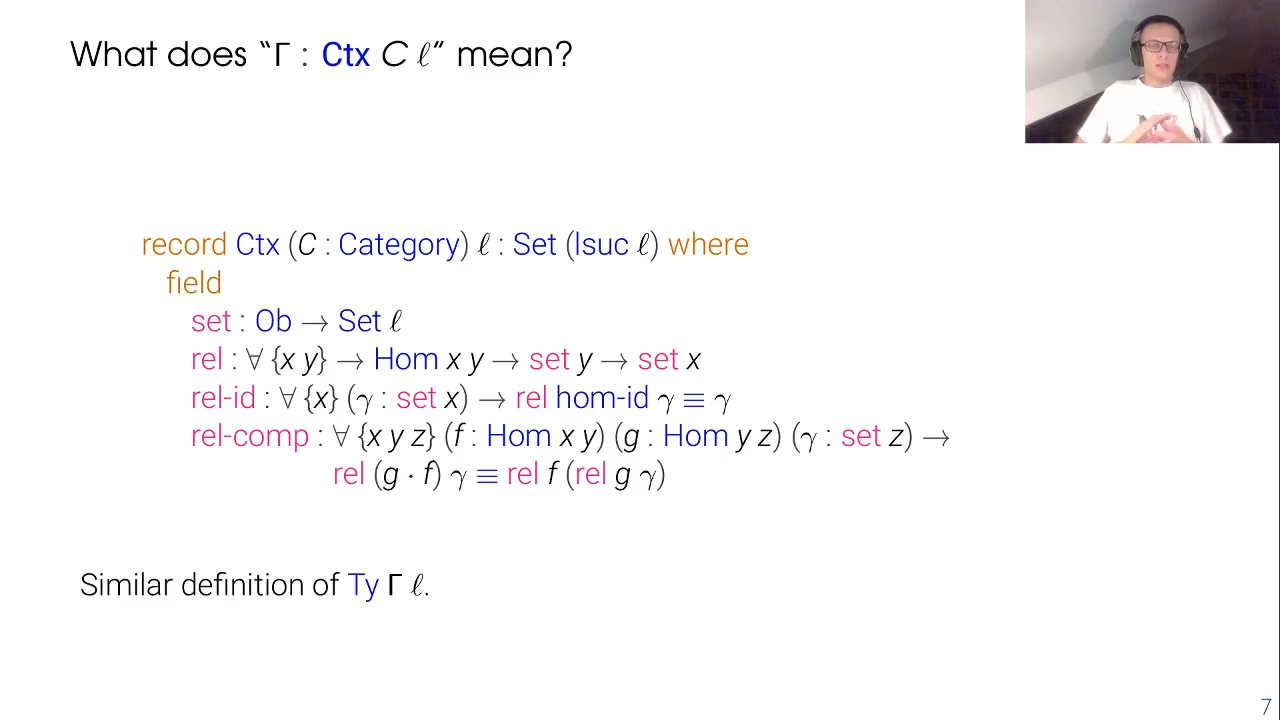 What does “Γ : Ctx C ℓ” mean?
record Ctx (C : Category) ℓ : Set (lsuc ℓ) where
field
set : Ob → Set ℓ
rel : ∀ {x y} → Hom x y → set y → set x
rel-id : ∀ {x} (γ : set x) → rel hom-id γ ≡ γ
rel-comp : ∀ {x y z} (f : Hom x y) (g : Hom y z) (γ : set z) →
rel (g · f) γ ≡ rel f (rel g γ)
Similar definition of Ty Γ ℓ.
7